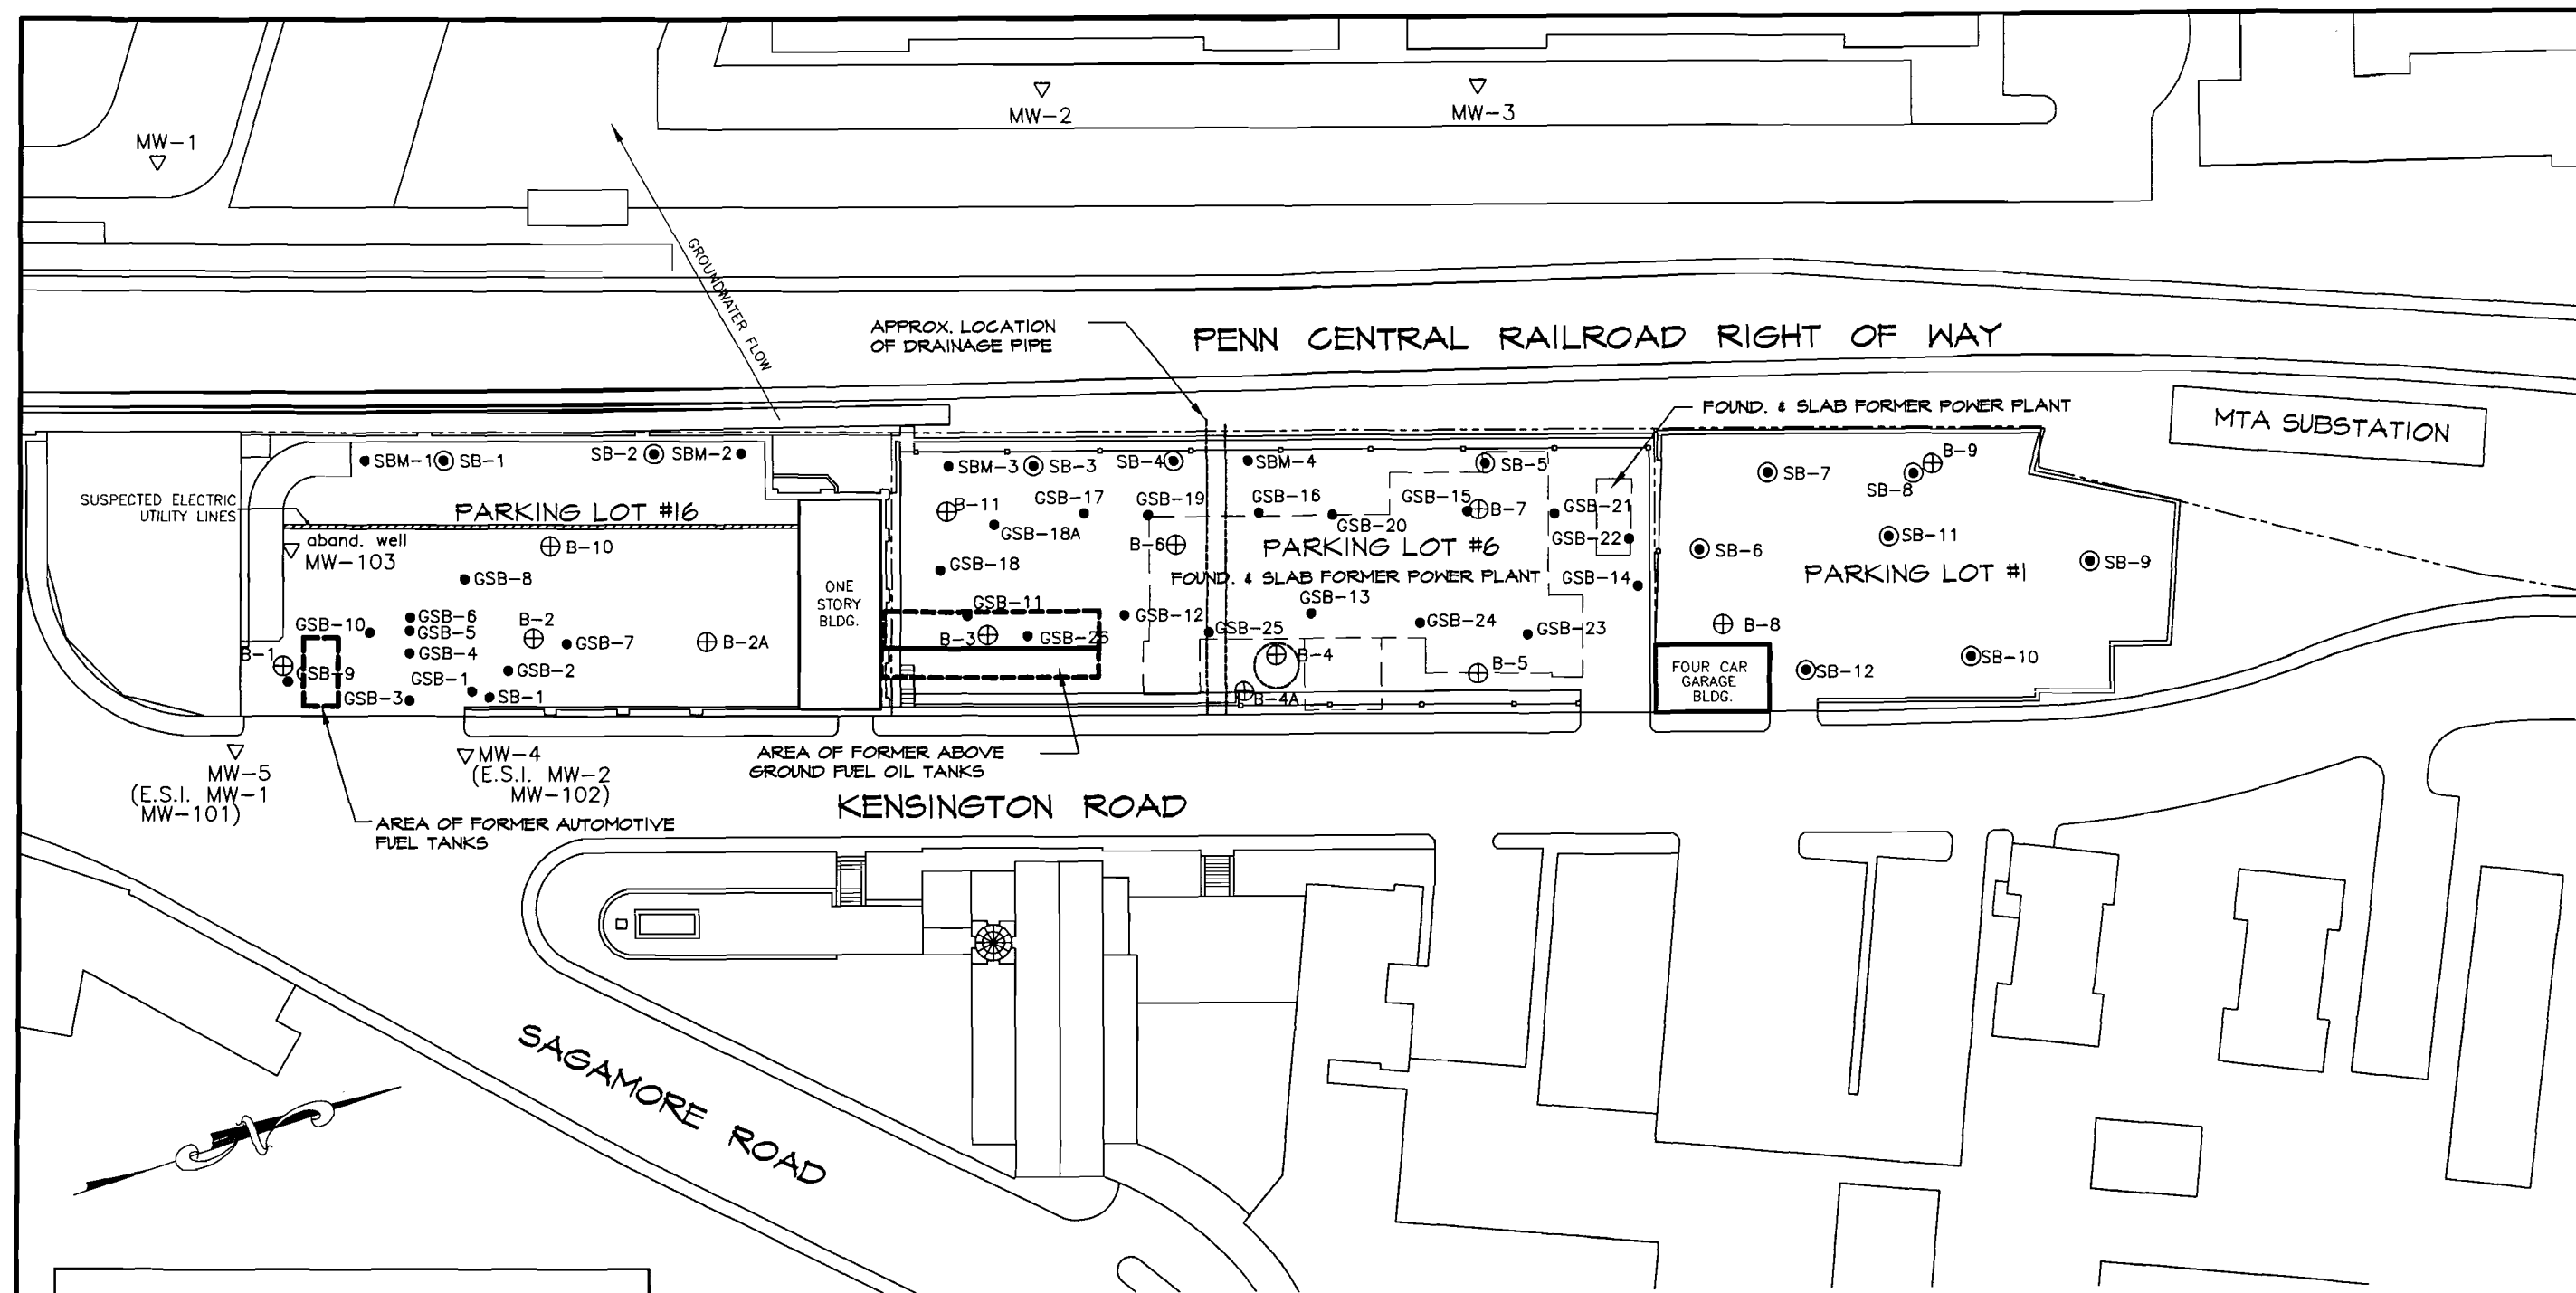 MW-1
MW-2
MW-3
GROUNDWATER FLOW
APPROX. LOCATION
OF DRAINAGE PIPE
PENN CENTRAL RAILROAD RIGHT OF WAY
FOUND. & SLAB FORMER POWER PLANT
MTA SUBSTATION
SBM-1
SB-1
SB-2
SBM-2
SBM-3
SB-3
SB-4
SBM-4
SB-5
SB-7
SB-8
B-9
SUSPECTED ELECTRIC
UTILITY LINES
PARKING LOT #16
B-11
GSB-17
GSB-19
GSB-16
GSB-15
B-7
GSB-21
GSB-18A
GSB-20
aband. well
MW-103
B-10
B-6
PARKING LOT #6
GSB-22
SB-6
SB-11
SB-9
GSB-8
GSB-18
FOUND. & SLAB FORMER POWER PLANT
GSB-14
PARKING LOT #1
ONE
STORY
BLDG.
GSB-10
GSB-6
GSB-5
GSB-4
B-2
GSB-7
B-2A
GSB-11
B-3
GSB-26
GSB-12
GSB-25
GSB-13
GSB-24
GSB-23
B-8
B-1
GSB-9
GSB-3
GSB-1
GSB-2
SB-1
B-4
B-4A
B-5
FOUR CAR
GARAGE
BLDG.
SB-12
SB-10
MW-5
(E.S.I. MW-1
MW-101)
MW-4
(E.S.I. MW-2
MW-102)
AREA OF FORMER ABOVE
GROUND FUEL OIL TANKS
KENSINGTON ROAD
AREA OF FORMER AUTOMOTIVE
FUEL TANKS
SAGAMORE ROAD